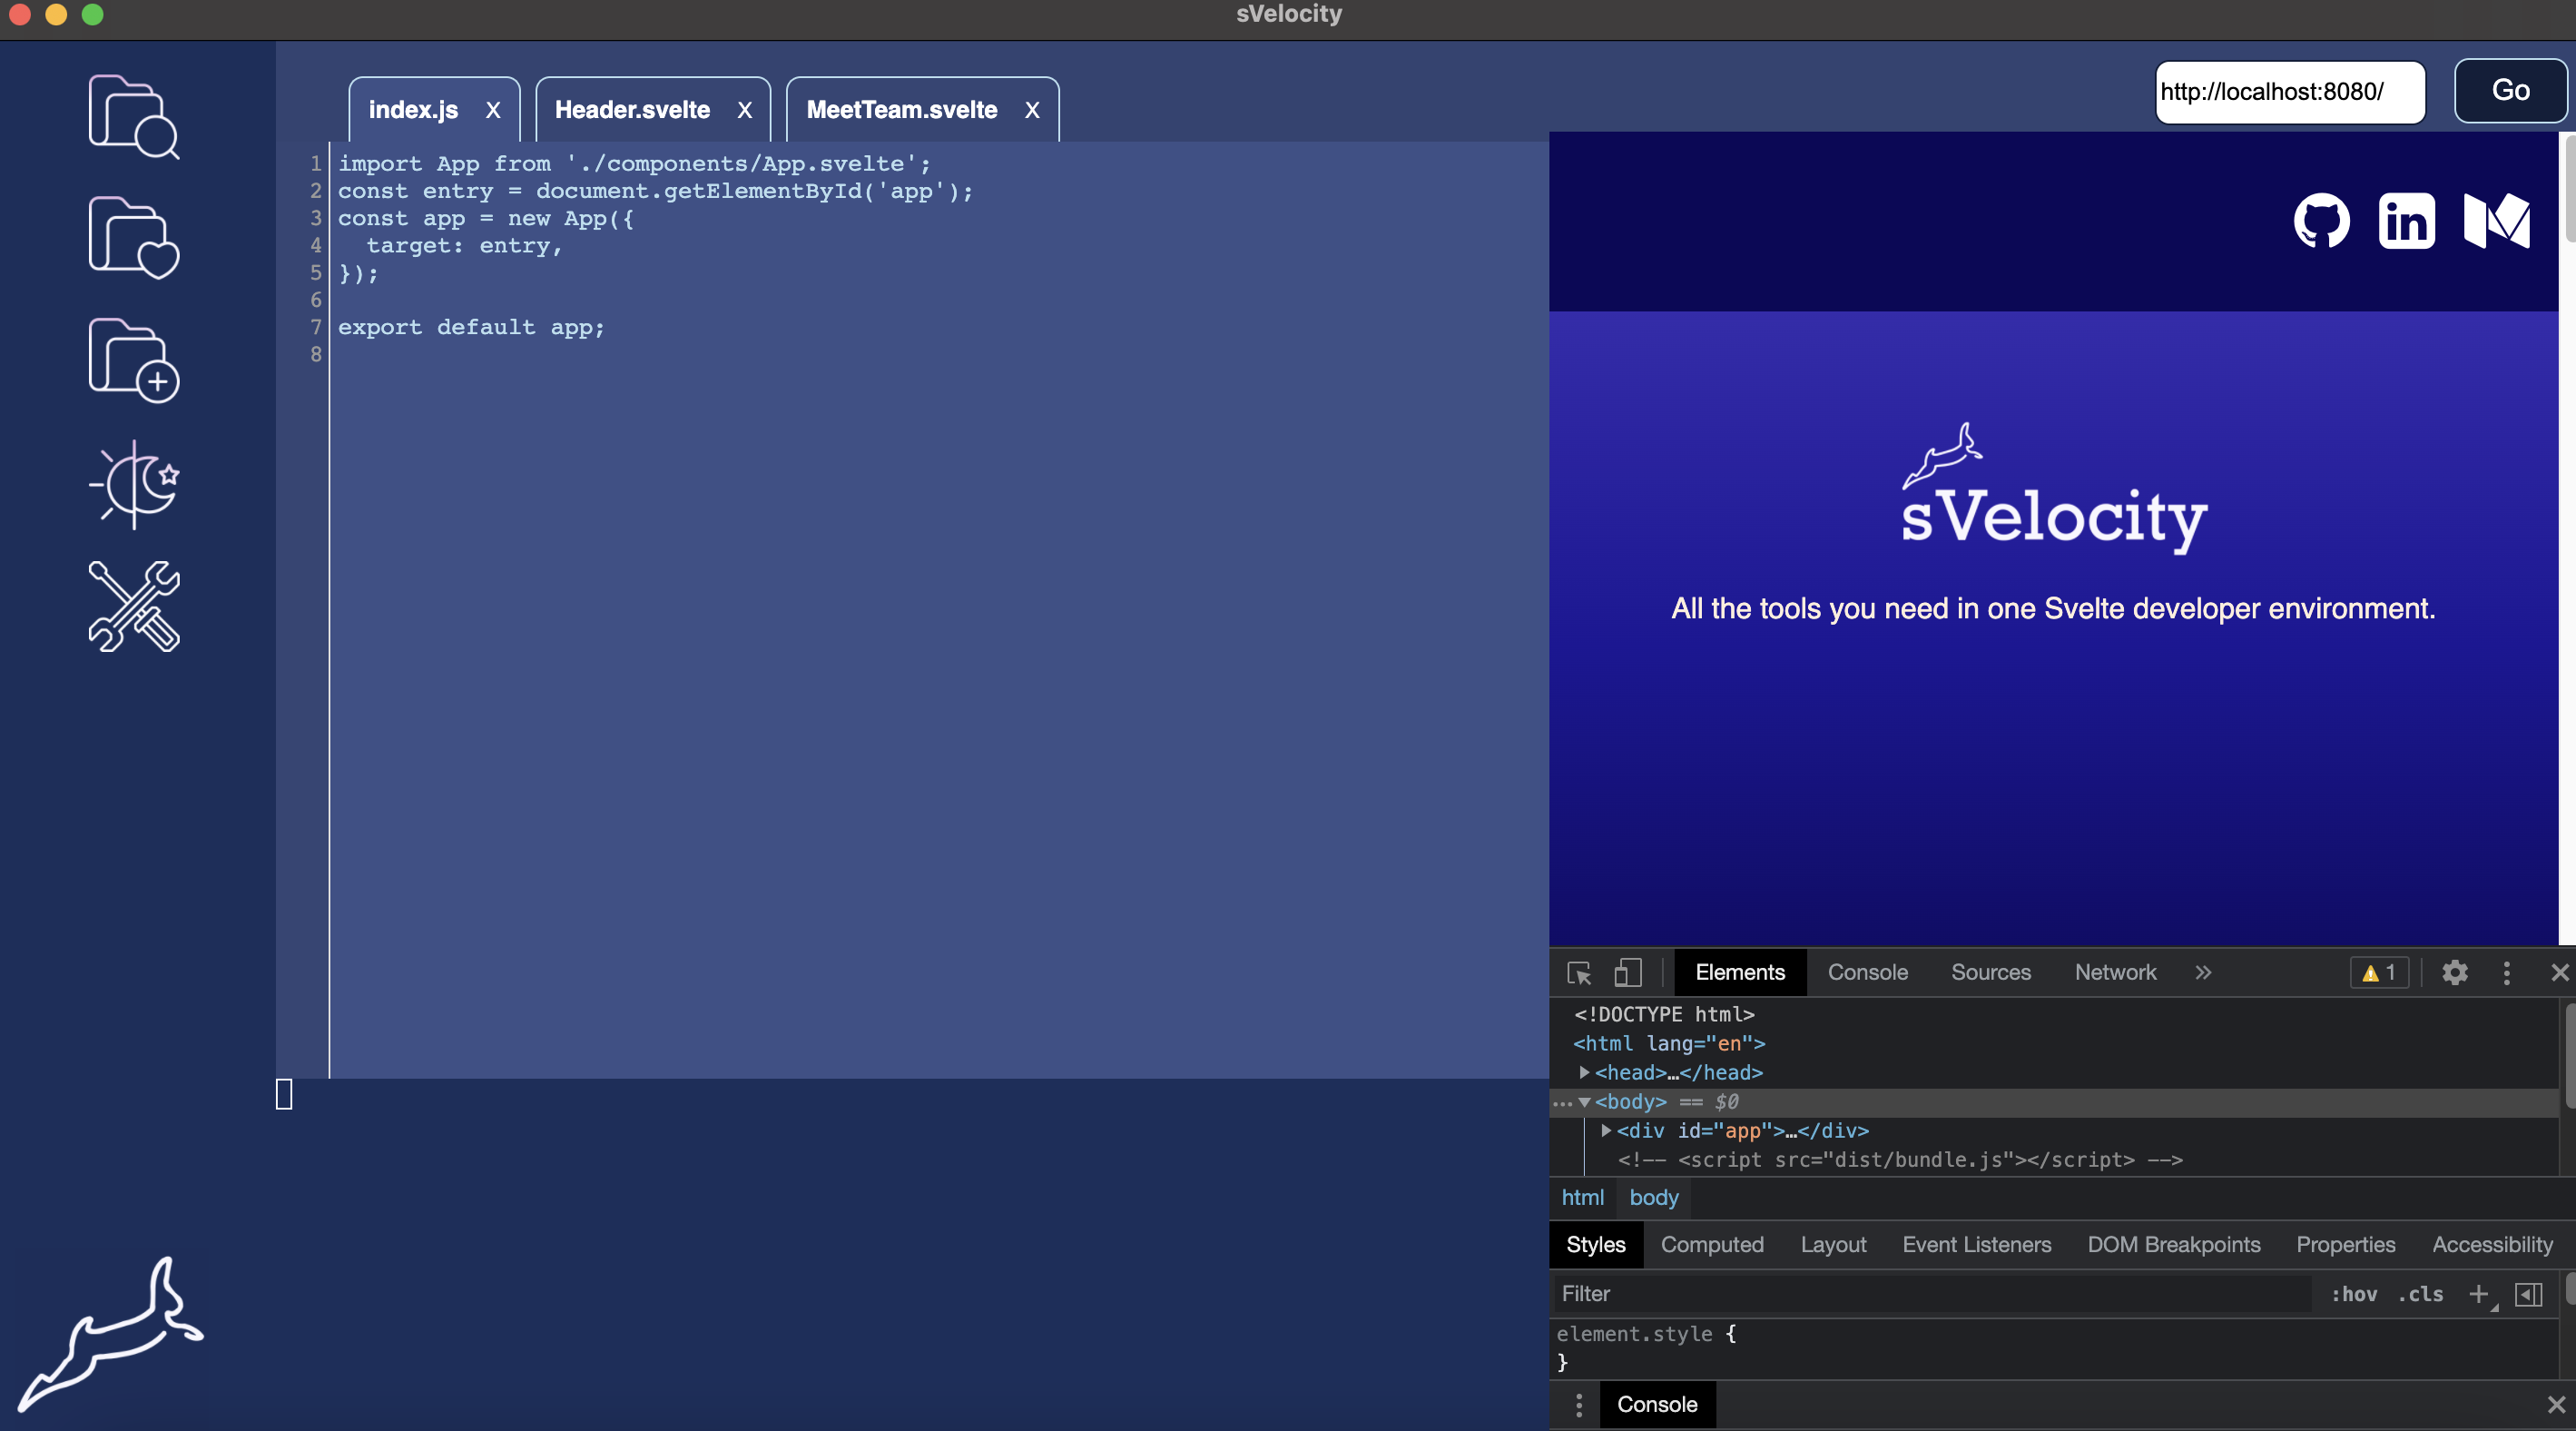 sVelocity
index.js X Header.svelte X MeetTeam.svelte X
http://localhost:8080/ Go
1 import App from './components/App.svelte';
2 const entry = document.getElementById('app');
3 const app = new App({
4   target: entry,
5 });
6
7 export default app;
8
in
sVelocity
All the tools you need in one Svelte developer environment.
Elements Console Sources Network » 1
<!DOCTYPE html>
<html lang="en">
<head>…</head>
… <body> == $0
<div id="app">…</div>
<!-- <script src="dist/bundle.js"></script> -->
html body
Styles Computed Layout Event Listeners DOM Breakpoints Properties Accessibility
Filter :hov .cls +
element.style {
}
Console